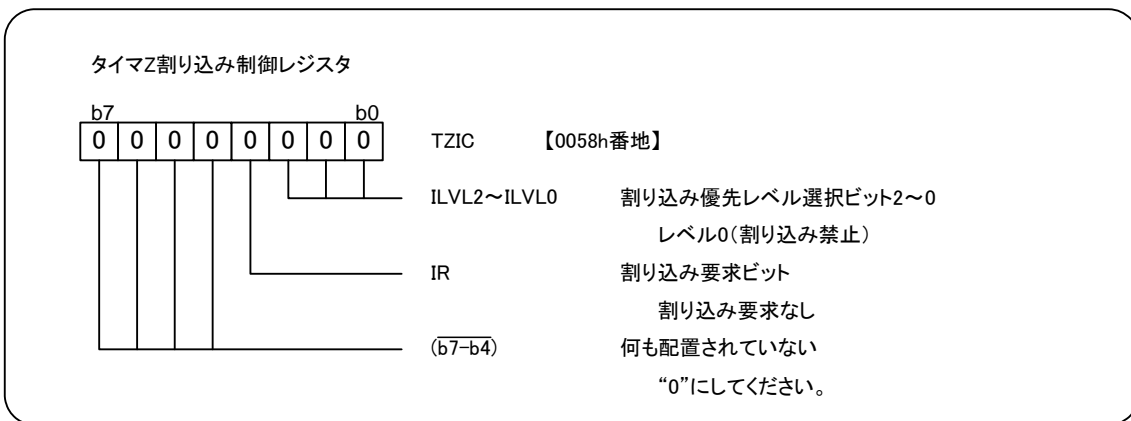 タイマZ割り込み制御レジスタ
b7 b0
0 0 0 0 0 0 0 0 TZIC 【0058h番地】
ILVL2～ILVL0 割り込み優先レベル選択ビット2～0
レベル0(割り込み禁止)
IR 割り込み要求ビット
割り込み要求なし
(b7-b4) 何も配置されていない
“0”にしてください。